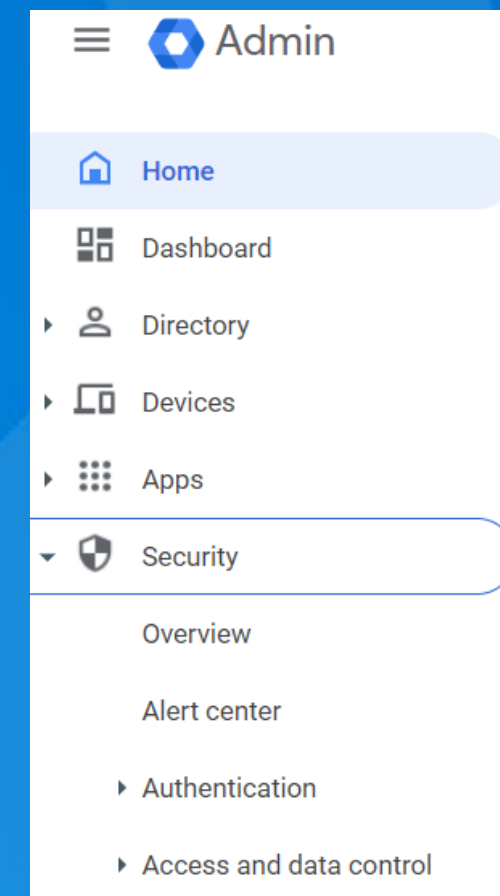 Admin
Home
Dashboard
Directory
Devices
Apps
Security
Overview
Alert center
Authentication
Access and data control